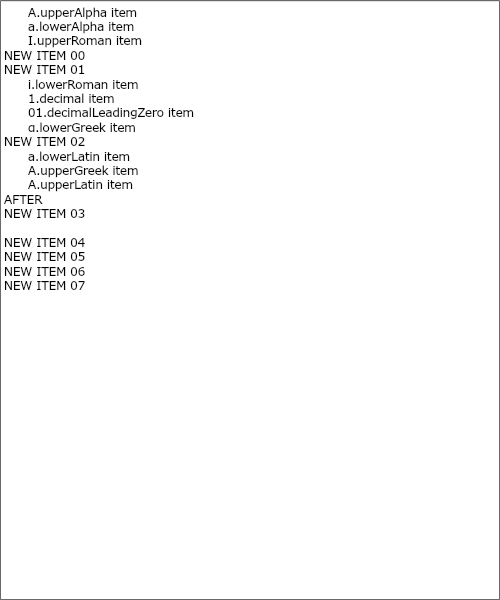 A.upperAlpha item
a.lowerAlpha item
I.upperRoman item
NEW ITEM 00
NEW ITEM 01
i.lowerRoman item
1.decimal item
01.decimalLeadingZero item
α.lowerGreek item
NEW ITEM 02
a.lowerLatin item
Α.upperGreek item
A.upperLatin item
AFTER
NEW ITEM 03
NEW ITEM 04
NEW ITEM 05
NEW ITEM 06
NEW ITEM 07